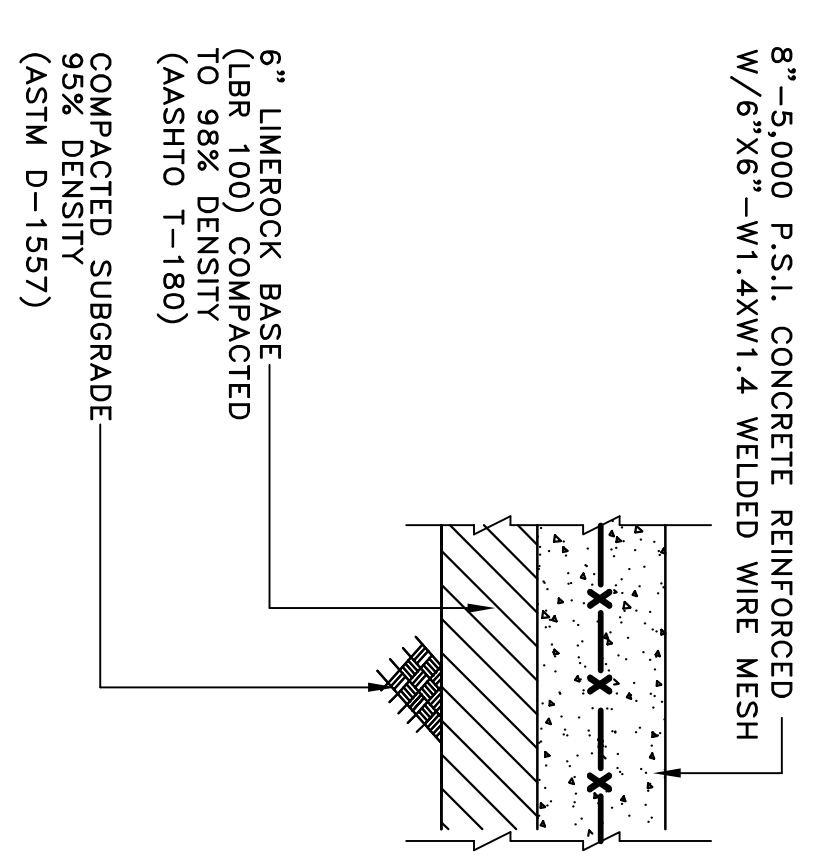 8”-5,000 P.S.I. CONCRETE REINFORCED
W/6”X6”-W1.4XW1.4 WELDED WIRE MESH
6” LIMEROCK BASE
(LBR 100) COMPACTED
TO 98% DENSITY
(AASHTO T-180)
COMPACTED SUBGRADE
95% DENSITY
(ASTM D-1557)